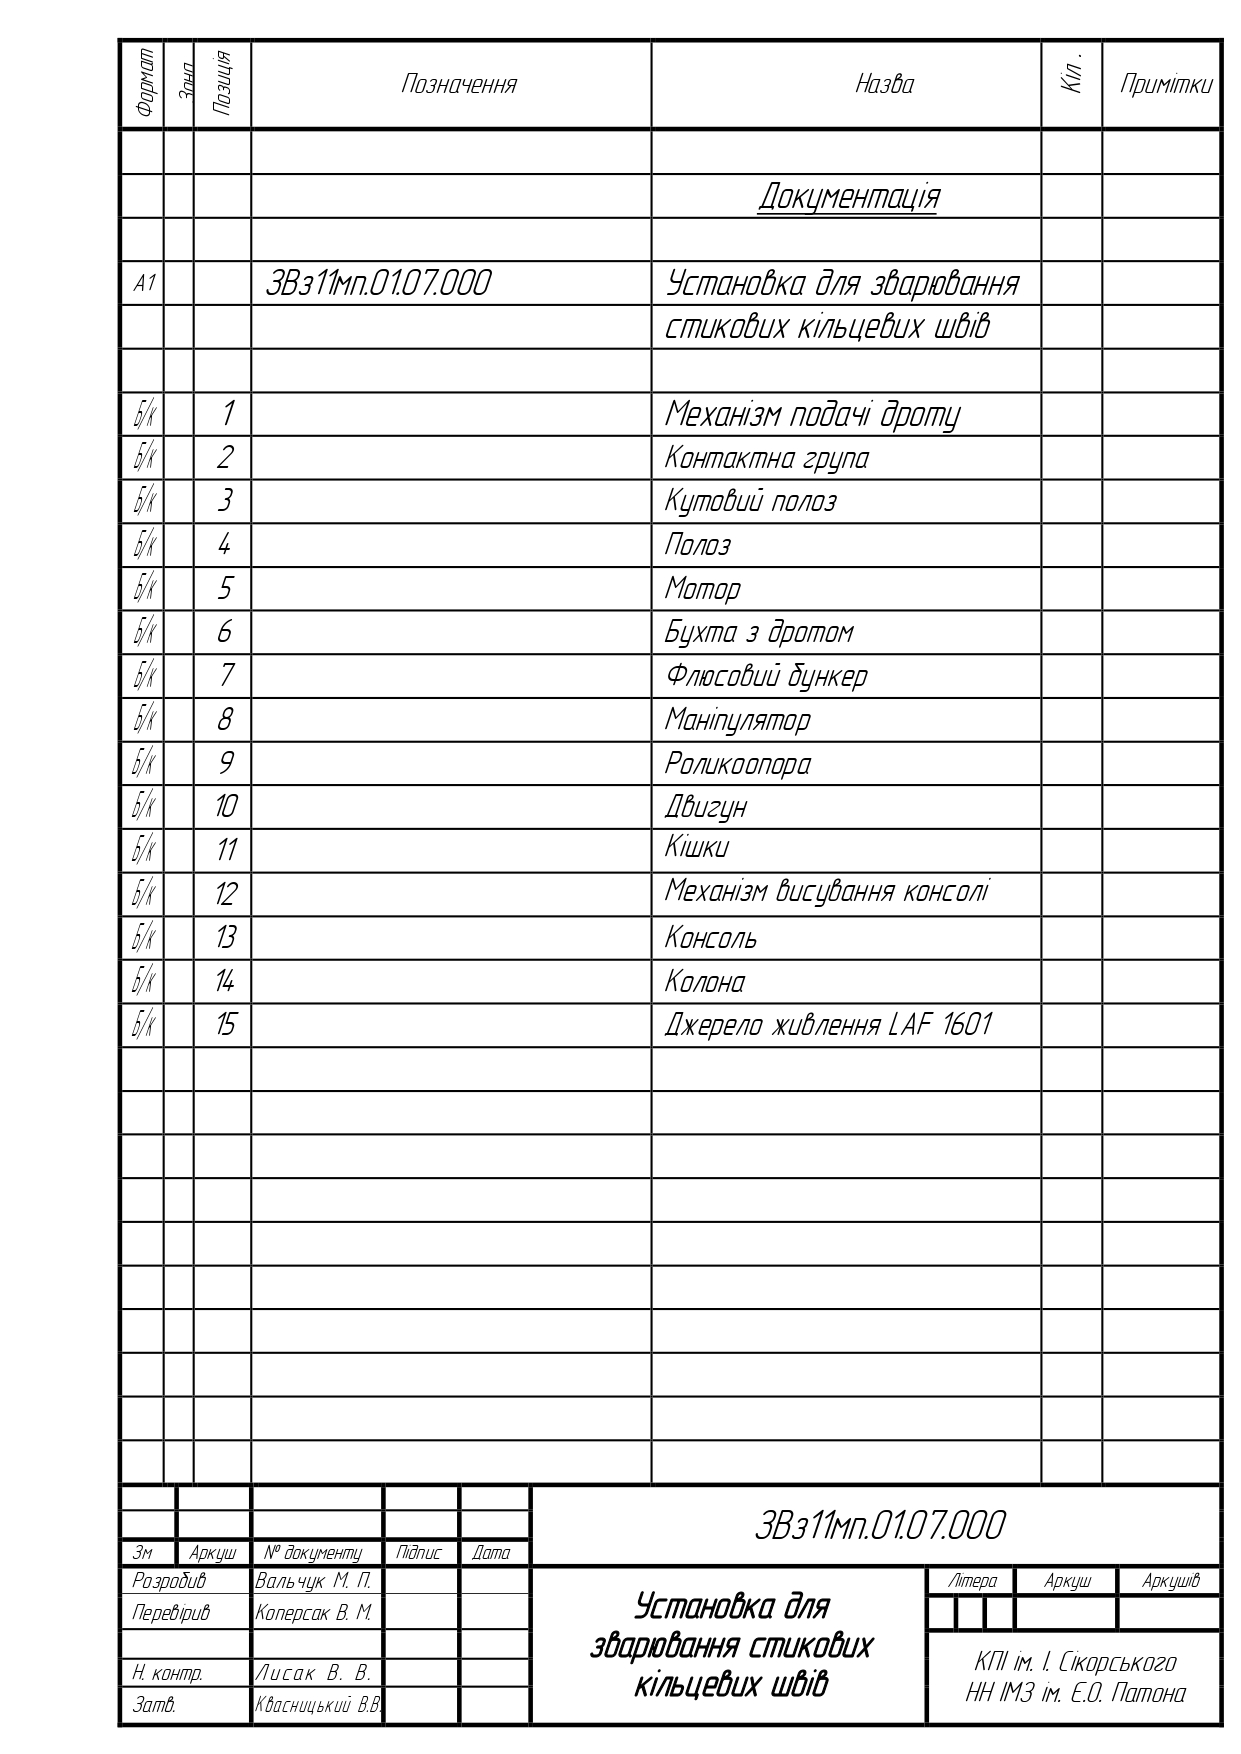 Формат Зона Позиція Позначення Назва Кіл . Примітки
Документація
А1 ЗВз11мп.01.07.000 Установка для зварювання
стикових кільцевих швів
Б/к 1 Механізм подачі дроту
Б/к 2 Контактна група
Б/к 3 Кутовий полоз
Б/к 4 Полоз
Б/к 5 Мотор
Б/к 6 Бухта з дротом
Б/к 7 Флюсовий бункер
Б/к 8 Маніпулятор
Б/к 9 Роликоопора
Б/к 10 Двигун
Б/к 11 Кішки
Б/к 12 Механізм висування консолі
Б/к 13 Консоль
Б/к 14 Колона
Б/к 15 Джерело живлення LAF 1601
ЗВз11мп.01.07.000
Зм Аркуш № документу Підпис Дата
Розробив Вальчук М. П.
Перевірив Коперсак В. М.
Н. контр. Лисак В. В.
Затв. Квасницький В.В.
Установка для
зварювання стикових
кільцевих швів
Літера Аркуш Аркушів
КПІ ім. І. Сікорського
НН ІМЗ ім. Є.О. Патона